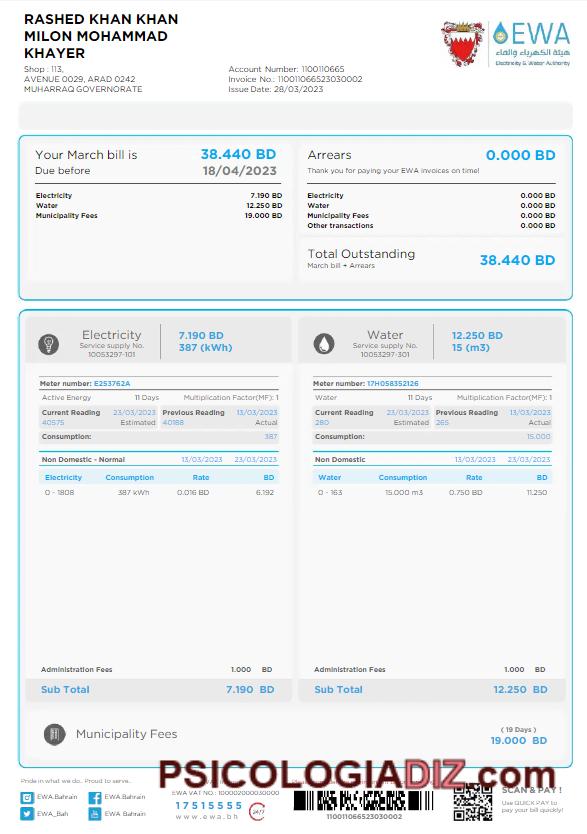 RASHED KHAN KHAN
MILON MOHAMMAD
KHAYER
Shop : 113,
AVENUE 0029, ARAD 0242
MUHARRAQ GOVERNORATE
Account Number: 1100110665
Invoice No.: 11001106652303​0002
Issue Date: 28/03/2023
EWA
هيئة الكهرباء والماء
Electricity & Water Authority
Your March bill is 38.440 BD
Due before 18/04/2023
Electricity 7.190 BD
Water 12.250 BD
Municipality Fees 19.000 BD
Arrears 0.000 BD
Thank you for paying your EWA invoices on time!
Electricity 0.000 BD
Water 0.000 BD
Municipality Fees 0.000 BD
Other transactions 0.000 BD
Total Outstanding 38.440 BD
March bill + Arrears
Electricity 7.190 BD
Service supply No. 387 (kWh)
10053297-101
Meter number: E253762A
Active Energy 11 Days Multiplication Factor(MF): 1
Current Reading 23/03/2023 Previous Reading 13/03/2023
40575 Estimated 40188 Actual
Consumption: 387
Non Domestic - Normal 13/03/2023 23/03/2023
Electricity Consumption Rate BD
0 - 1808 387 kWh 0.016 BD 6.192
Administration Fees 1.000 BD
Sub Total 7.190 BD
Water 12.250 BD
Service supply No. 15 (m3)
10053297-301
Meter number: 17H058352126
Water 11 Days Multiplication Factor(MF): 1
Current Reading 23/03/2023 Previous Reading 13/03/2023
280 Estimated 265 Actual
Consumption: 15.000
Non Domestic 13/03/2023 23/03/2023
Water Consumption Rate BD
0 - 163 15.000 m3 0.750 BD 11.250
Administration Fees 1.000 BD
Sub Total 12.250 BD
Municipality Fees
( 19 Days )
19.000 BD
PSICOLOGIADIZ.com
Pride in what we do.. Proud to serve.
EWA.Bahrain EWA.Bahrain
EWA_Bah EWA_Bahrain
EWA VAT NO.: 100002000030000
17515555
24/7
www.ewa.bh
11001106652303​0002
SCAN & PAY !
Use QUICK PAY to
pay your bill quickly!